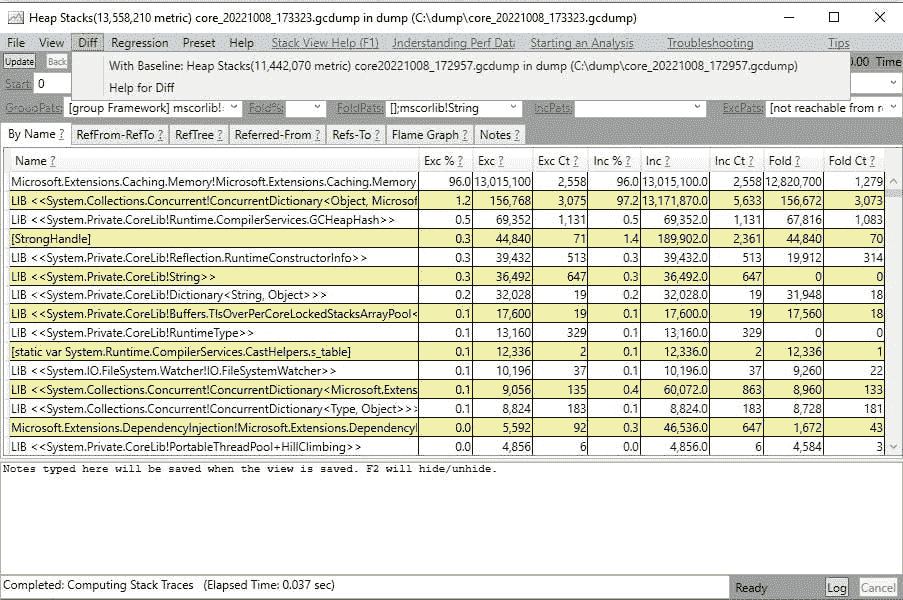 Heap Stacks(13,558,210 metric) core_20221008_173323.gcdump in dump (C:\dump\core_20221008_173323.gcdump)
File View Diff Regression Preset Help Stack View Help (F1) Understanding Perf Data Starting an Analysis Troubleshooting Tips
Update Back With Baseline: Heap Stacks(11,442,070 metric) core20221008_172957.gcdump in dump (C:\dump\core_20221008_172957.gcdump) 0.00 Time
Start: 0 Help for Diff
GroupPats: [group Framework] mscorlib! Fold%: FoldPats: [];mscorlib!String IncPats: ExcPats: [not reachable from r
By Name ? RefFrom-RefTo ? RefTree ? Referred-From ? Refs-To ? Flame Graph ? Notes ?
Name ? Exc % ? Exc ? Exc Ct ? Inc % ? Inc ? Inc Ct ? Fold ? Fold Ct ?
Microsoft.Extensions.Caching.Memory!Microsoft.Extensions.Caching.Memory 96.0 13,015,100 2,558 96.0 13,015,100.0 2,558 12,820,700 1,279
LIB <<System.Collections.Concurrent!ConcurrentDictionary<Object, Microsof 1.2 156,768 3,075 97.2 13,171,870.0 5,633 156,672 3,073
LIB <<System.Private.CoreLib!Runtime.CompilerServices.GCHeapHash>> 0.5 69,352 1,131 0.5 69,352.0 1,131 67,816 1,083
[StrongHandle] 0.3 44,840 71 1.4 189,902.0 2,361 44,840 70
LIB <<System.Private.CoreLib!Reflection.RuntimeConstructorInfo>> 0.3 39,432 513 0.3 39,432.0 513 19,912 314
LIB <<System.Private.CoreLib!String>> 0.3 36,492 647 0.3 36,492.0 647 0 0
LIB <<System.Private.CoreLib!Dictionary<String, Object>>> 0.2 32,028 19 0.2 32,028.0 19 31,948 18
LIB <<System.Private.CoreLib!Buffers.TlsOverPerCoreLockedStacksArrayPool< 0.1 17,600 19 0.1 17,600.0 19 17,560 18
LIB <<System.Private.CoreLib!RuntimeType>> 0.1 13,160 329 0.1 13,160.0 329 0 0
[static var System.Runtime.CompilerServices.CastHelpers.s_table] 0.1 12,336 2 0.1 12,336.0 2 12,336 1
LIB <<System.IO.FileSystem.Watcher!IO.FileSystemWatcher>> 0.1 10,196 37 0.1 10,196.0 37 9,260 22
LIB <<System.Collections.Concurrent!ConcurrentDictionary<Microsoft.Extens 0.1 9,056 135 0.4 60,072.0 863 8,960 133
LIB <<System.Collections.Concurrent!ConcurrentDictionary<Type, Object>>> 0.1 8,824 183 0.1 8,824.0 183 8,728 181
Microsoft.Extensions.DependencyInjection!Microsoft.Extensions.Dependencyl 0.0 5,592 92 0.3 46,536.0 647 1,672 43
LIB <<System.Private.CoreLib!PortableThreadPool+HillClimbing>> 0.0 4,856 6 0.0 4,856.0 6 4,584 3
Notes typed here will be saved when the view is saved. F2 will hide/unhide.
Completed: Computing Stack Traces (Elapsed Time: 0.037 sec) Ready Log Cancel